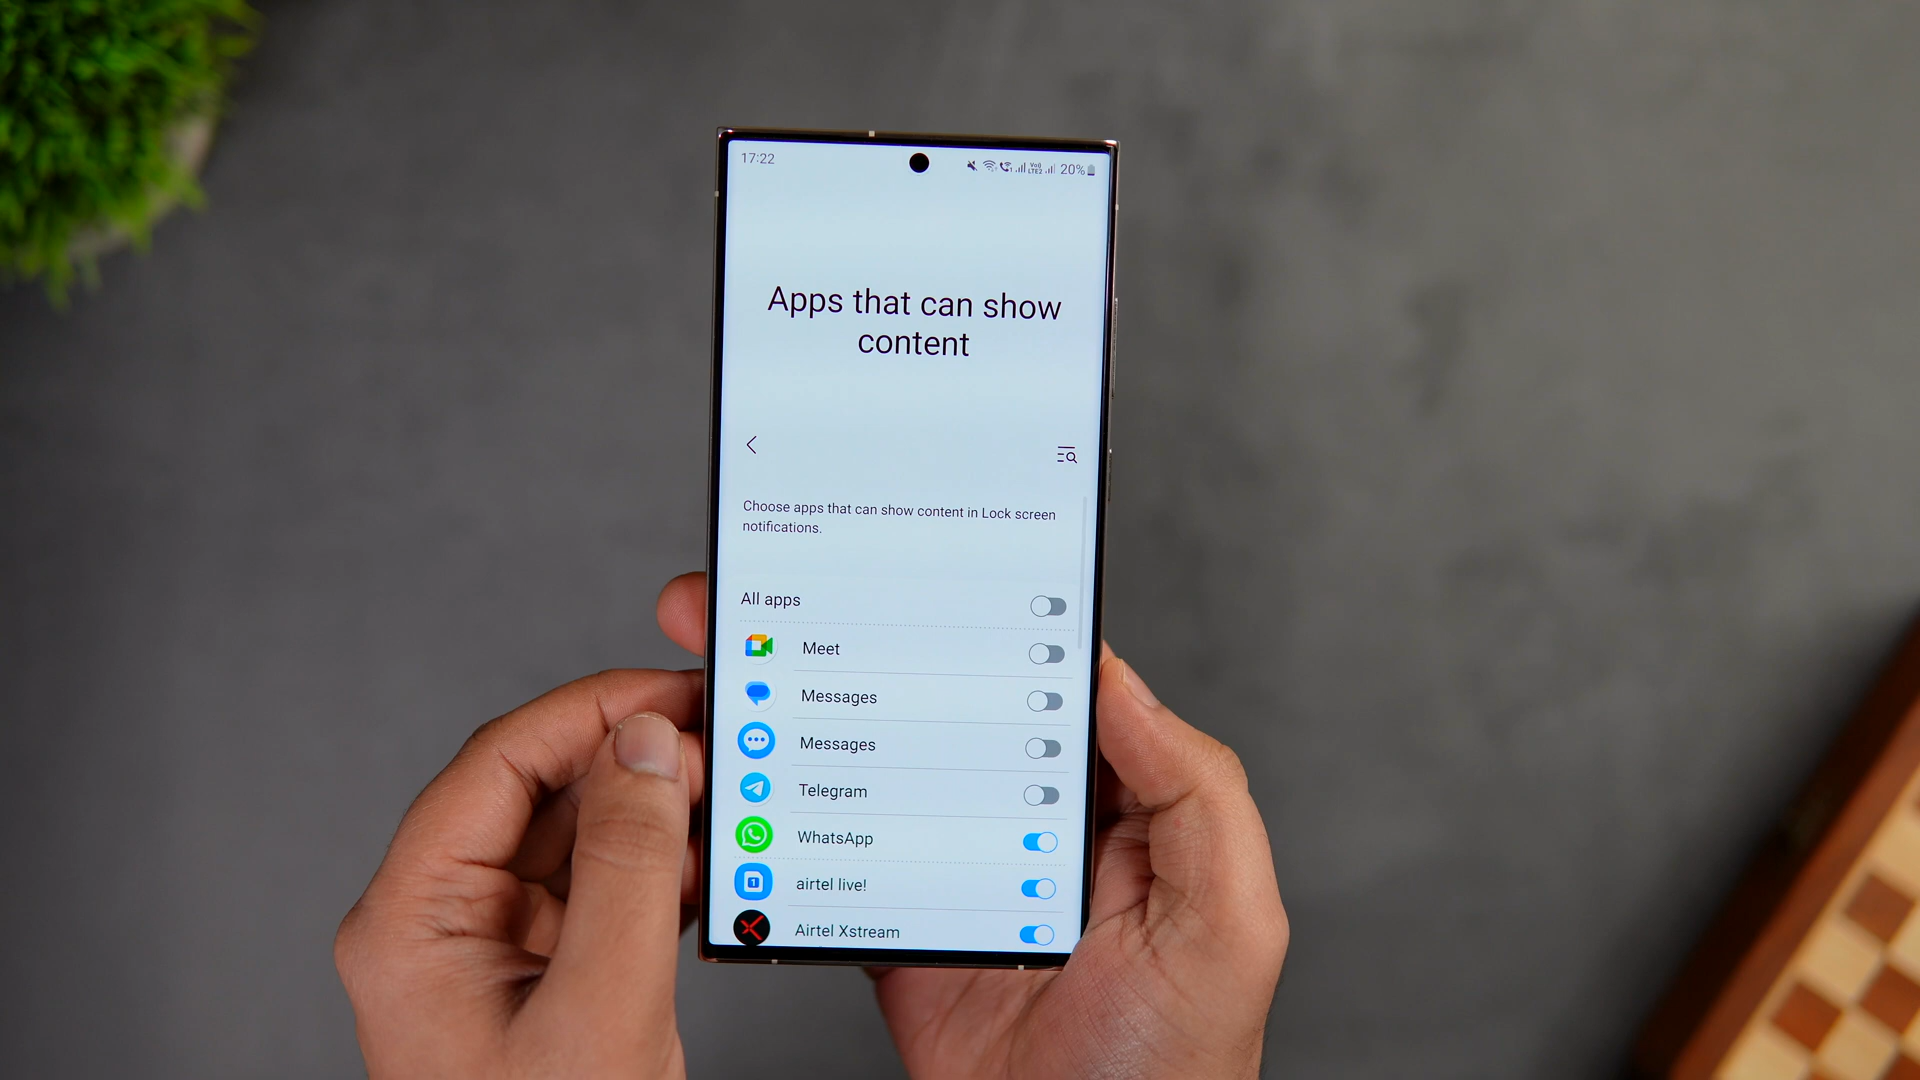 17:22
20%
Apps that can show
content
Choose apps that can show content in Lock screen
notifications.
All apps
Meet
Messages
Messages
Telegram
WhatsApp
1 airtel live!
Airtel Xstream